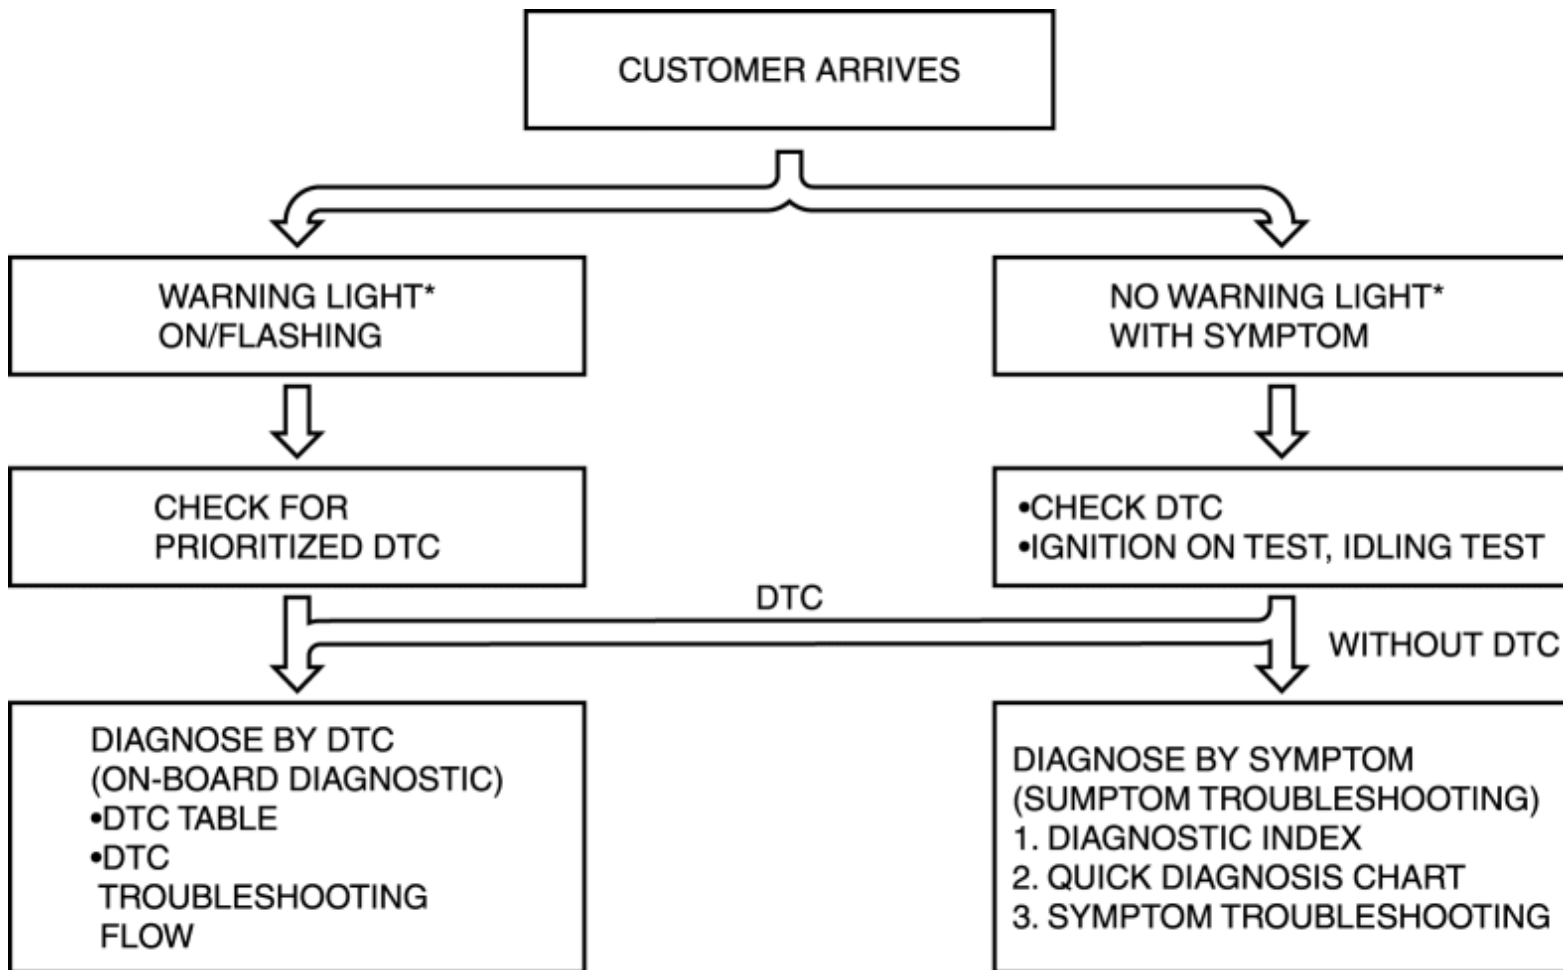 CUSTOMER ARRIVES
WARNING LIGHT*
ON/FLASHING
NO WARNING LIGHT*
WITH SYMPTOM
CHECK FOR
PRIORITIZED DTC
•CHECK DTC
•IGNITION ON TEST, IDLING TEST
DTC
WITHOUT DTC
DIAGNOSE BY DTC
(ON-BOARD DIAGNOSTIC)
•DTC TABLE
•DTC
TROUBLESHOOTING
FLOW
DIAGNOSE BY SYMPTOM
(SUMPTOM TROUBLESHOOTING)
1. DIAGNOSTIC INDEX
2. QUICK DIAGNOSIS CHART
3. SYMPTOM TROUBLESHOOTING